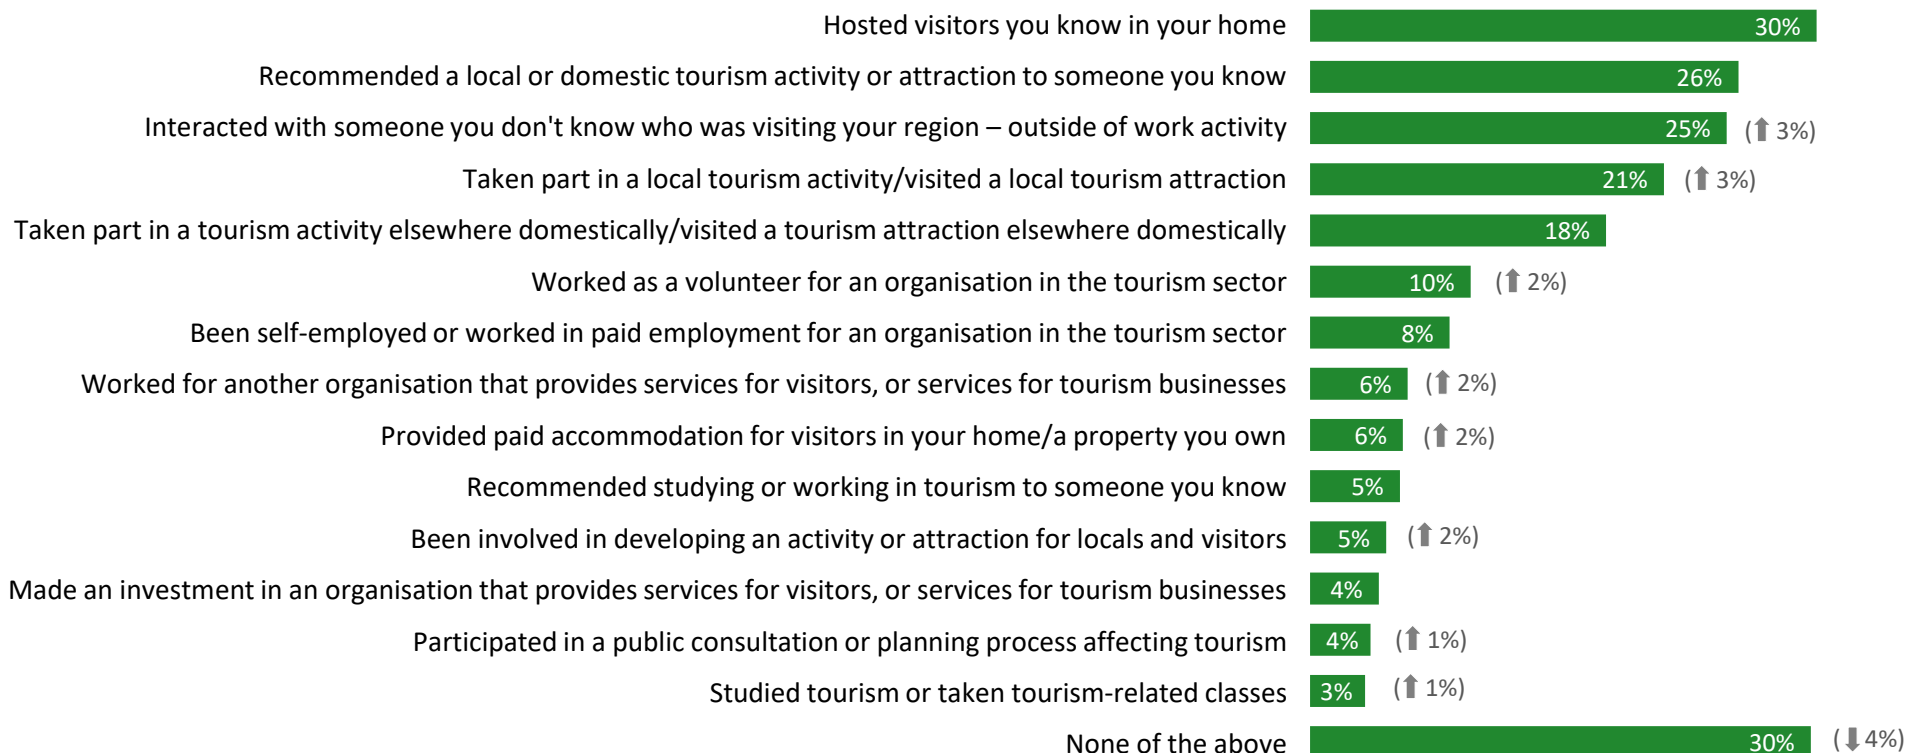 Hosted visitors you know in your home 30%
Recommended a local or domestic tourism activity or attraction to someone you know 26%
Interacted with someone you don't know who was visiting your region – outside of work activity 25% (⬆ 3%)
Taken part in a local tourism activity/visited a local tourism attraction 21% (⬆ 3%)
Taken part in a tourism activity elsewhere domestically/visited a tourism attraction elsewhere domestically 18%
Worked as a volunteer for an organisation in the tourism sector 10% (⬆ 2%)
Been self-employed or worked in paid employment for an organisation in the tourism sector 8%
Worked for another organisation that provides services for visitors, or services for tourism businesses 6% (⬆ 2%)
Provided paid accommodation for visitors in your home/a property you own 6% (⬆ 2%)
Recommended studying or working in tourism to someone you know 5%
Been involved in developing an activity or attraction for locals and visitors 5% (⬆ 2%)
Made an investment in an organisation that provides services for visitors, or services for tourism businesses 4%
Participated in a public consultation or planning process affecting tourism 4% (⬆ 1%)
Studied tourism or taken tourism-related classes 3% (⬆ 1%)
None of the above 30% (⬇ 4%)